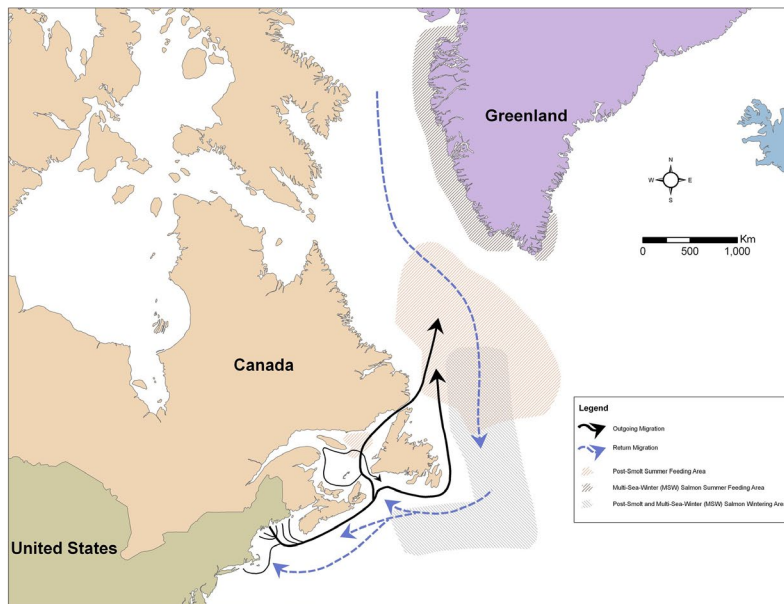 Greenland
N
W E
S
Km
0 500 1,000
Canada
United States
Legend
Outgoing Migration
Return Migration
Post-Smolt Summer Feeding Area
Multi-Sea-Winter (MSW) Salmon Summer Feeding Area
Post-Smolt and Multi-Sea-Winter (MSW) Salmon Wintering Area